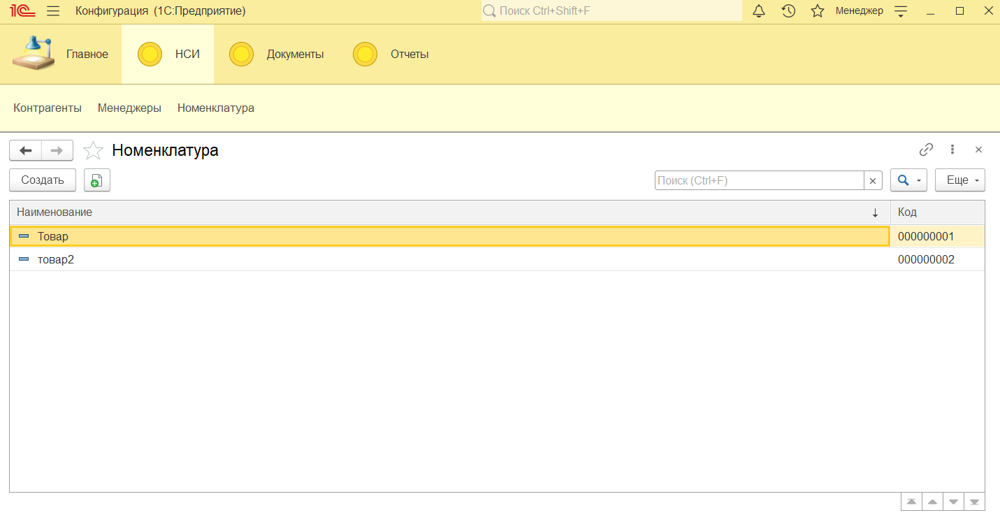 1С Конфигурация (1С:Предприятие) Поиск Ctrl+Shift+F Менеджер
Главное НСИ Документы Отчеты
Контрагенты Менеджеры Номенклатура
Номенклатура
Создать Поиск (Ctrl+F) Еще
Наименование Код
Товар 000000001
товар2 000000002